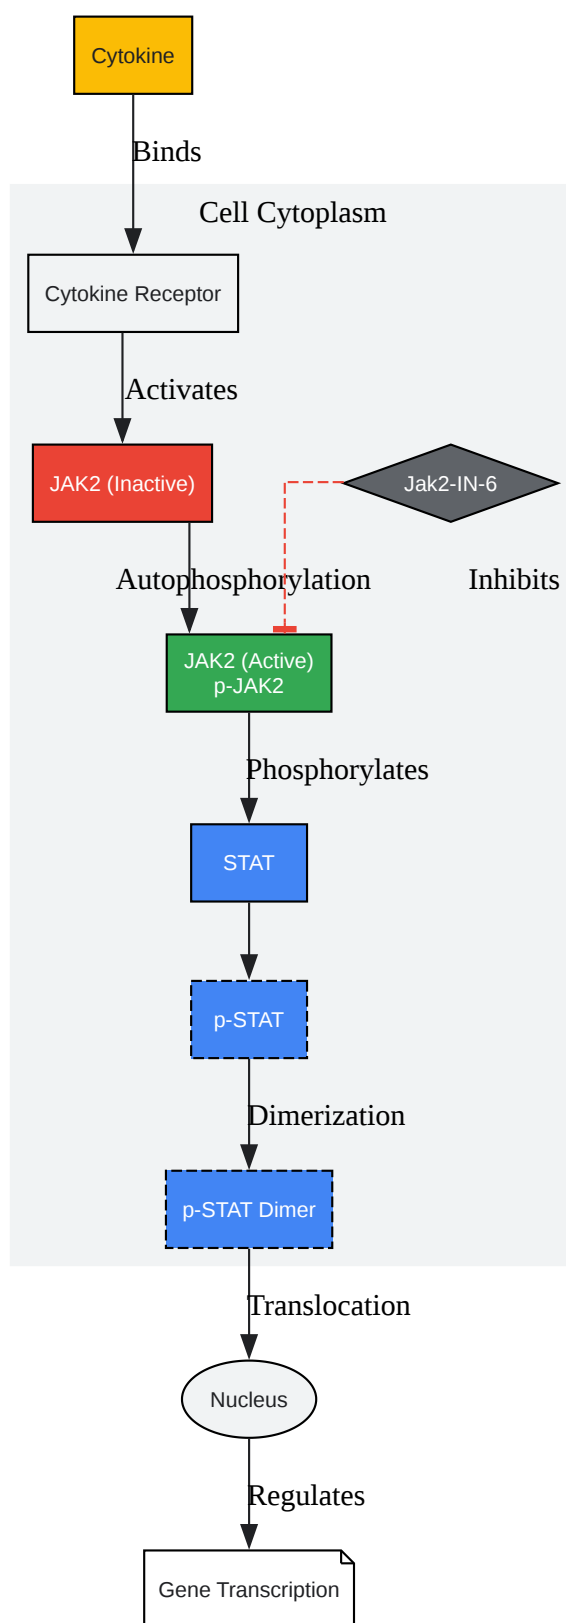 Cytokine
Binds
Cell Cytoplasm
Cytokine Receptor
Activates
JAK2 (Inactive)
Jak2-IN-6
Autophosphorylation
Inhibits
JAK2 (Active)
p-JAK2
Phosphorylates
STAT
p-STAT
Dimerization
p-STAT Dimer
Translocation
Nucleus
Regulates
Gene Transcription